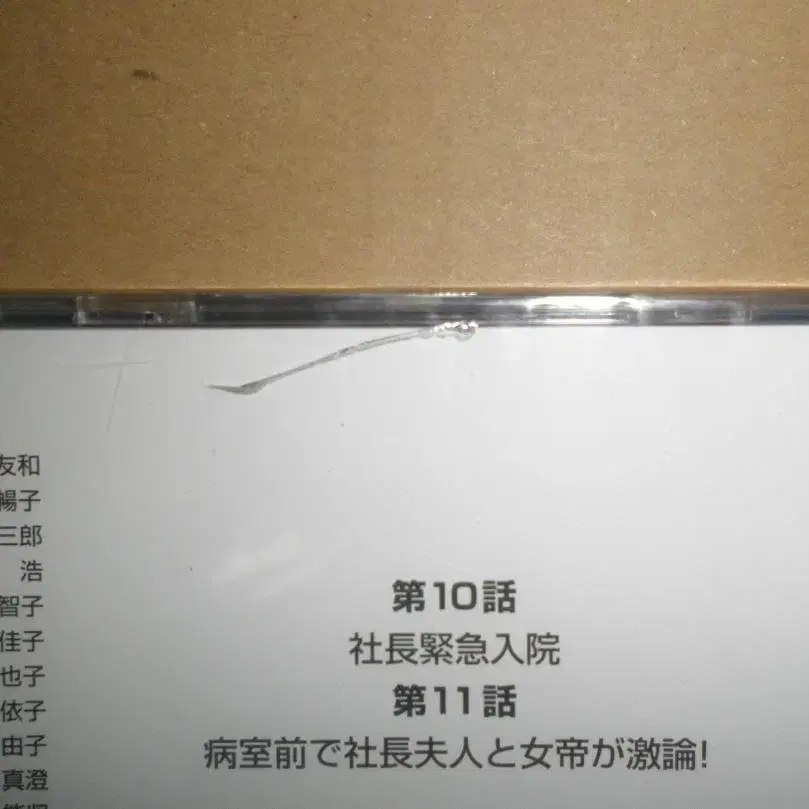 友和
暢子
三郎
浩
智子
佳子
也子
依子
由子
真澄
第10話
社長緊急入院
第11話
病室前で社長夫人と女帝が激論!